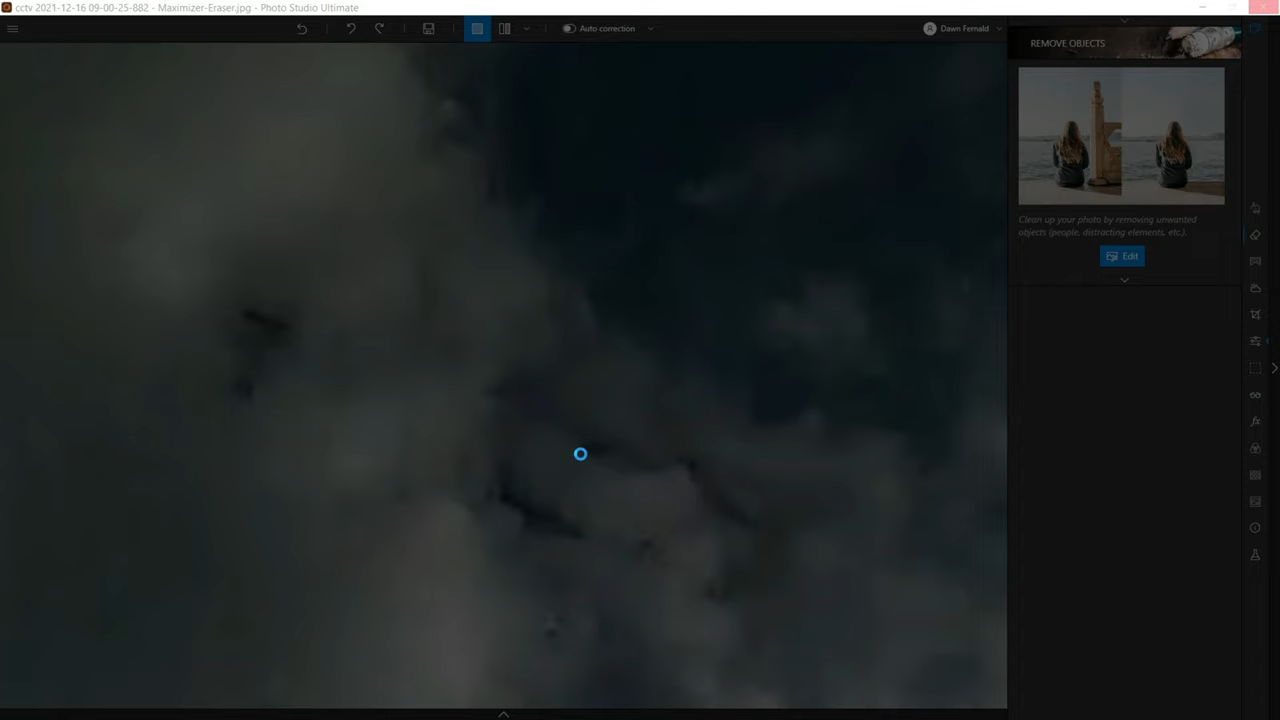 cctv 2021-12-16 09-00-25-882 - Maximizer-Eraser.jpg - Photo Studio Ultimate
Auto correction
Dawn Fernald
REMOVE OBJECTS
Clean up your photo by removing unwanted
objects (people, distracting elements, etc.).
Edit
fx